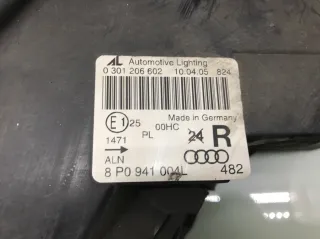 AL Automotive Lighting
0 301 206 602 10.04.05 824
Made in Germany
E1 25 00HC 24 R
1471 PL
ALN
8 P0 941 004L 482